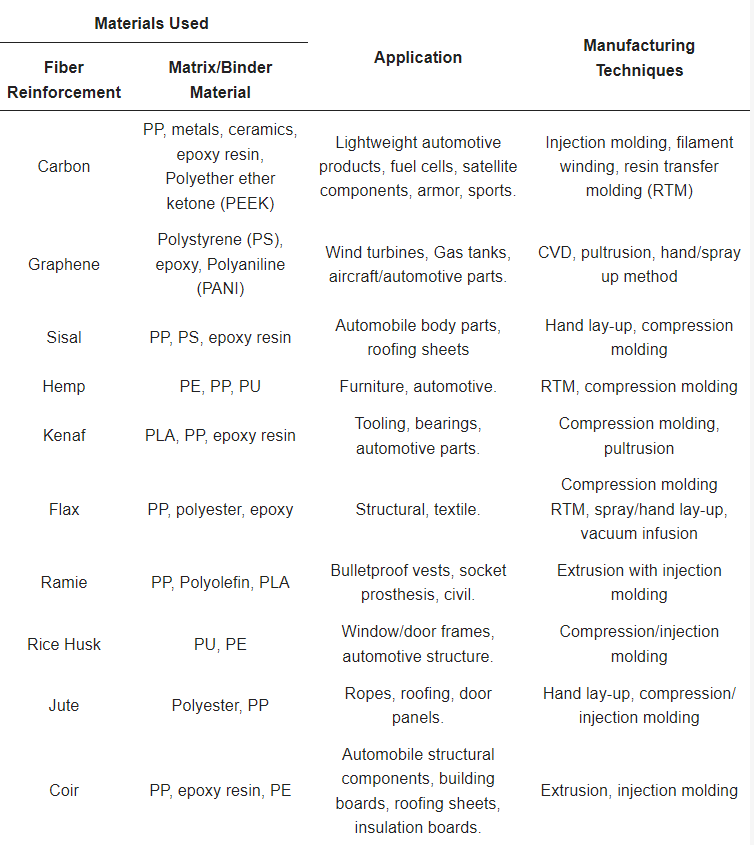 Materials Used
Application
Manufacturing
Techniques
Fiber
Reinforcement
Matrix/Binder
Material
Carbon
PP, metals, ceramics,
epoxy resin,
Polyether ether
ketone (PEEK)
Lightweight automotive
products, fuel cells, satellite
components, armor, sports.
Injection molding, filament
winding, resin transfer
molding (RTM)
Graphene
Polystyrene (PS),
epoxy, Polyaniline
(PANI)
Wind turbines, Gas tanks,
aircraft/automotive parts.
CVD, pultrusion, hand/spray
up method
Sisal
PP, PS, epoxy resin
Automobile body parts,
roofing sheets
Hand lay-up, compression
molding
Hemp
PE, PP, PU
Furniture, automotive.
RTM, compression molding
Kenaf
PLA, PP, epoxy resin
Tooling, bearings,
automotive parts.
Compression molding,
pultrusion
Flax
PP, polyester, epoxy
Structural, textile.
Compression molding
RTM, spray/hand lay-up,
vacuum infusion
Ramie
PP, Polyolefin, PLA
Bulletproof vests, socket
prosthesis, civil.
Extrusion with injection
molding
Rice Husk
PU, PE
Window/door frames,
automotive structure.
Compression/injection
molding
Jute
Polyester, PP
Ropes, roofing, door
panels.
Hand lay-up, compression/
injection molding
Coir
PP, epoxy resin, PE
Automobile structural
components, building
boards, roofing sheets,
insulation boards.
Extrusion, injection molding